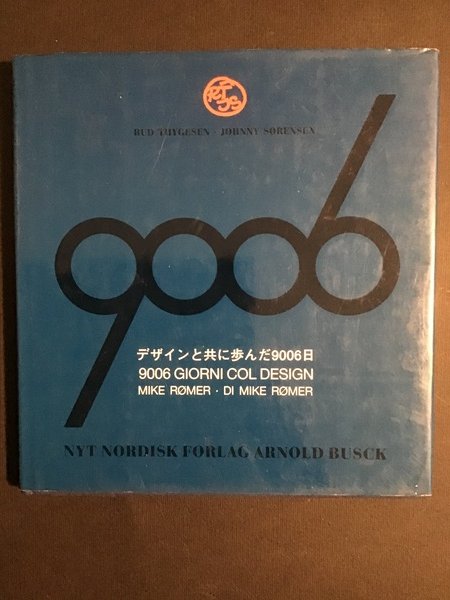 RUD THYGESEN · JOHNNY SØRENSEN
9006
デザインと共に歩んだ9006日
9006 GIORNI COL DESIGN
MIKE RØMER · DI MIKE RØMER
NYT NORDISK FORLAG ARNOLD BUSCK